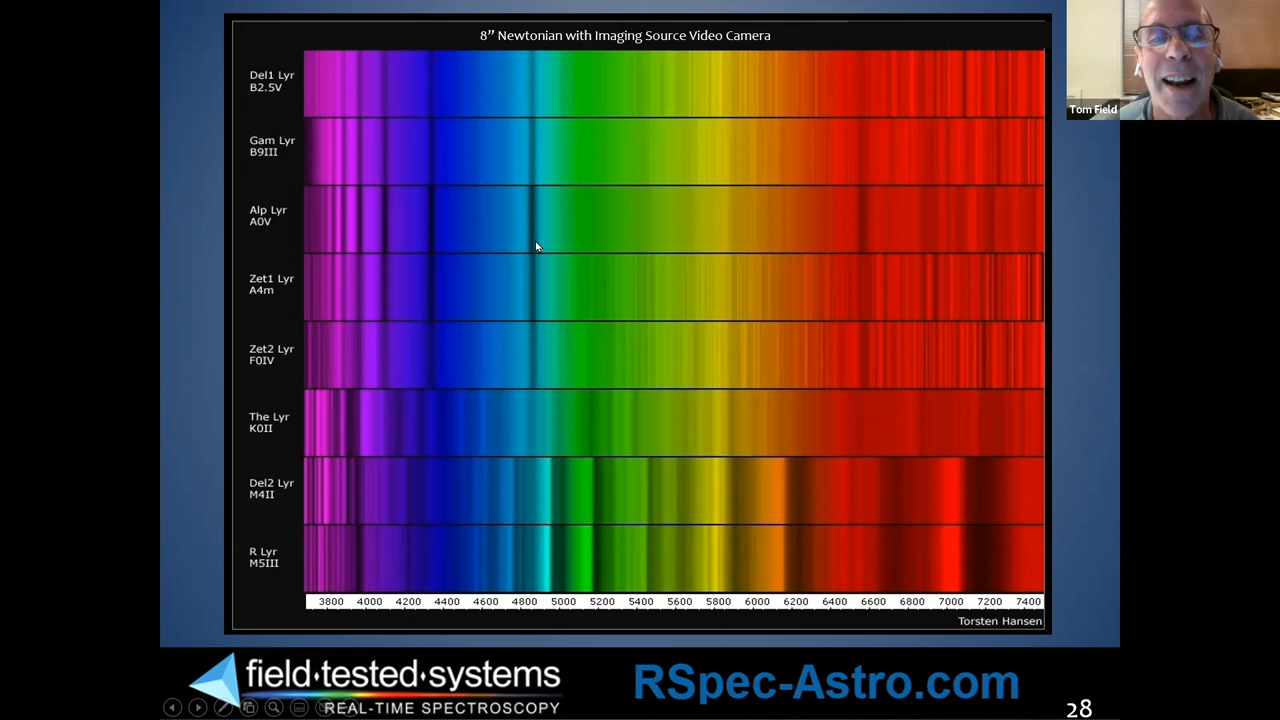 8” Newtonian with Imaging Source Video Camera
Tom Field
Del1 Lyr
B2.5V
Gam Lyr
B9III
Alp Lyr
A0V
Zet1 Lyr
A4m
Zet2 Lyr
F0IV
The Lyr
K0II
Del2 Lyr
M4II
R Lyr
M5III
3800 4000 4200 4400 4600 4800 5000 5200 5400 5600 5800 6000 6200 6400 6600 6800 7000 7200 7400
Torsten Hansen
field·tested·systems
REAL-TIME SPECTROSCOPY
RSpec-Astro.com
28